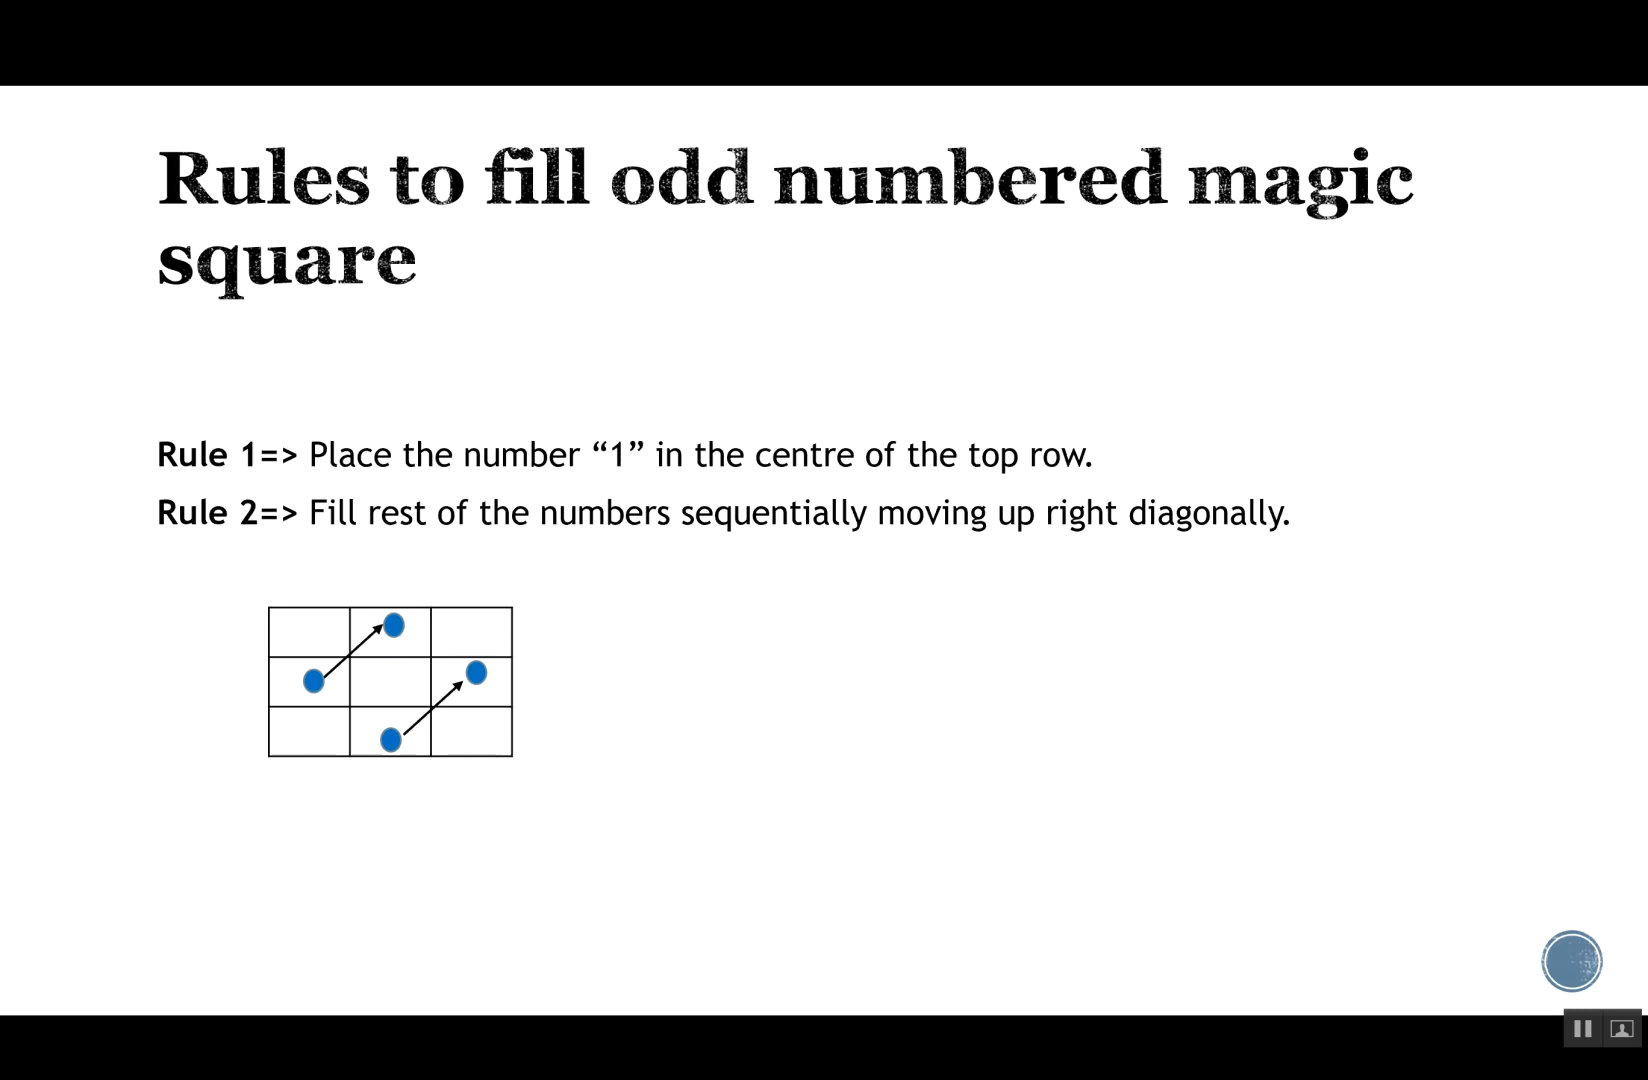 Rules to fill odd numbered magic
square
Rule 1=> Place the number “1” in the centre of the top row.
Rule 2=> Fill rest of the numbers sequentially moving up right diagonally.